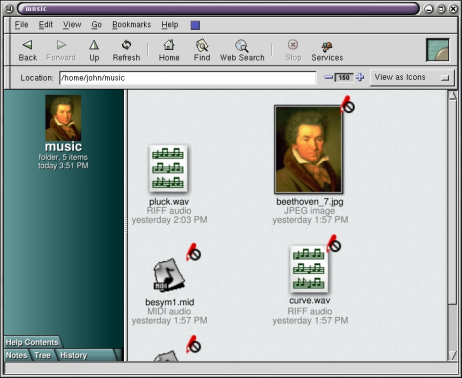 music
File Edit View Go Bookmarks Help
Back Forward Up Refresh Home Find Web Search Stop Services
Location: /home/john/music 150 View as Icons
music
folder, 5 items
today 3:51 PM
pluck.wav
RIFF audio
yesterday 2:03 PM
beethoven_7.jpg
JPEG image
yesterday 1:57 PM
MIDI
besym1.mid
MIDI audio
yesterday 1:57 PM
curve.wav
RIFF audio
yesterday 1:57 PM
Help Contents
Notes Tree History